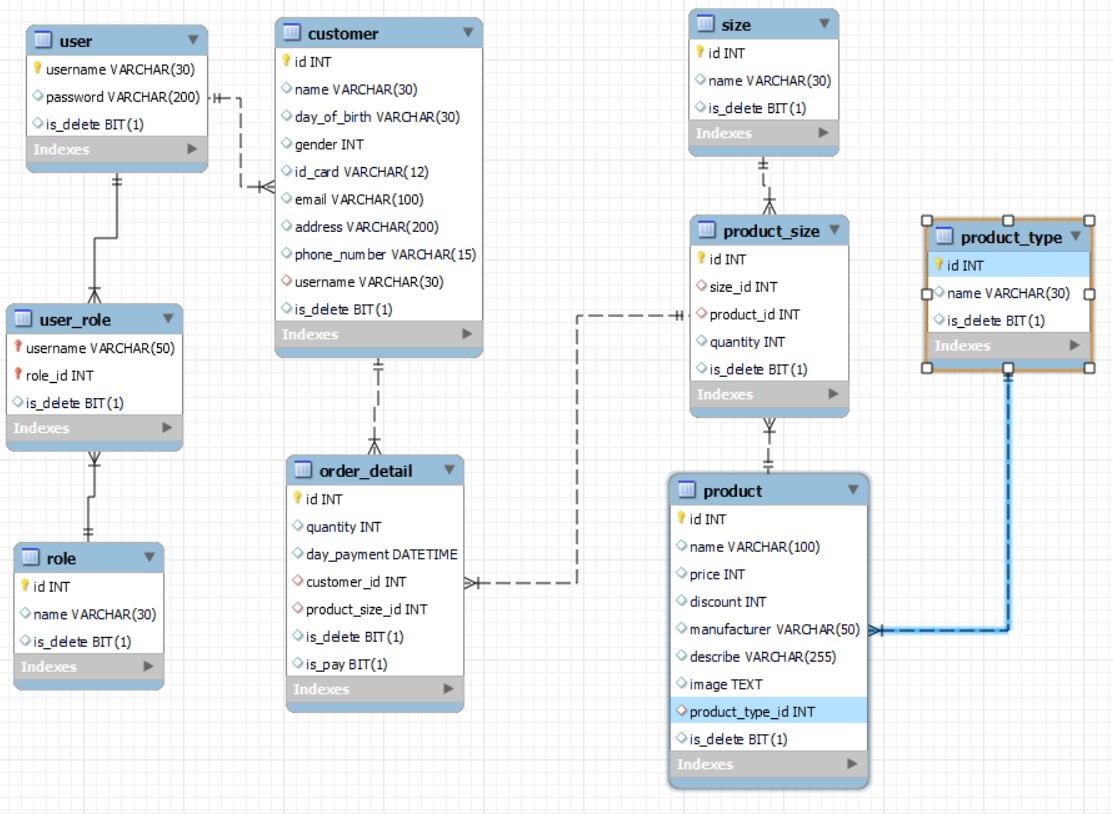 user
username VARCHAR(30)
password VARCHAR(200)
is_delete BIT(1)
Indexes
customer
id INT
name VARCHAR(30)
day_of_birth VARCHAR(30)
gender INT
id_card VARCHAR(12)
email VARCHAR(100)
address VARCHAR(200)
phone_number VARCHAR(15)
username VARCHAR(30)
is_delete BIT(1)
Indexes
size
id INT
name VARCHAR(30)
is_delete BIT(1)
Indexes
product_size
id INT
size_id INT
product_id INT
quantity INT
is_delete BIT(1)
Indexes
product_type
id INT
name VARCHAR(30)
is_delete BIT(1)
Indexes
user_role
username VARCHAR(50)
role_id INT
is_delete BIT(1)
Indexes
order_detail
id INT
quantity INT
day_payment DATETIME
customer_id INT
product_size_id INT
is_delete BIT(1)
is_pay BIT(1)
Indexes
product
id INT
name VARCHAR(100)
price INT
discount INT
manufacturer VARCHAR(50)
describe VARCHAR(255)
image TEXT
product_type_id INT
is_delete BIT(1)
Indexes
role
id INT
name VARCHAR(30)
is_delete BIT(1)
Indexes